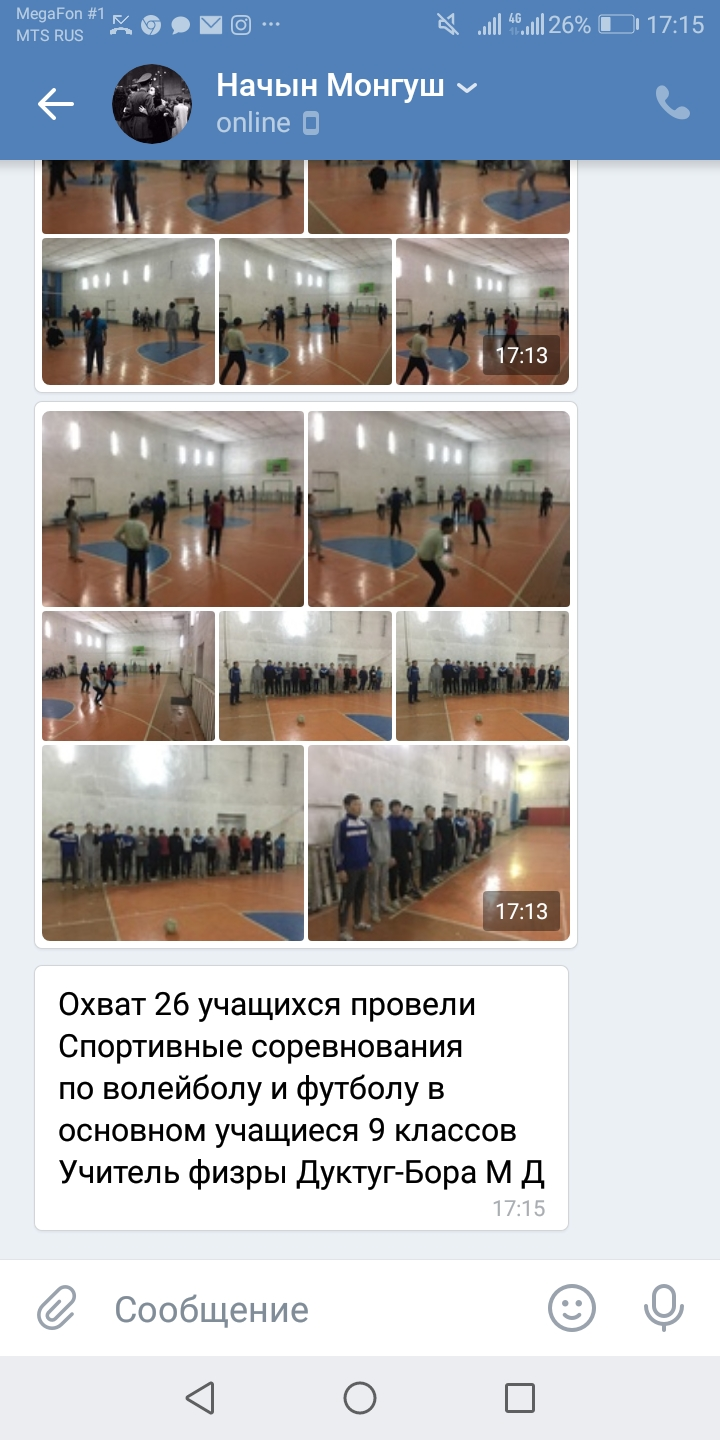 MegaFon #1
MTS RUS
4G
26%
17:15
Начын Монгуш
online
17:13
17:13
Охват 26 учащихся провели
Спортивные соревнования
по волейболу и футболу в
основном учащиеся 9 классов
Учитель физры Дуктуг-Бора М Д
17:15
Сообщение